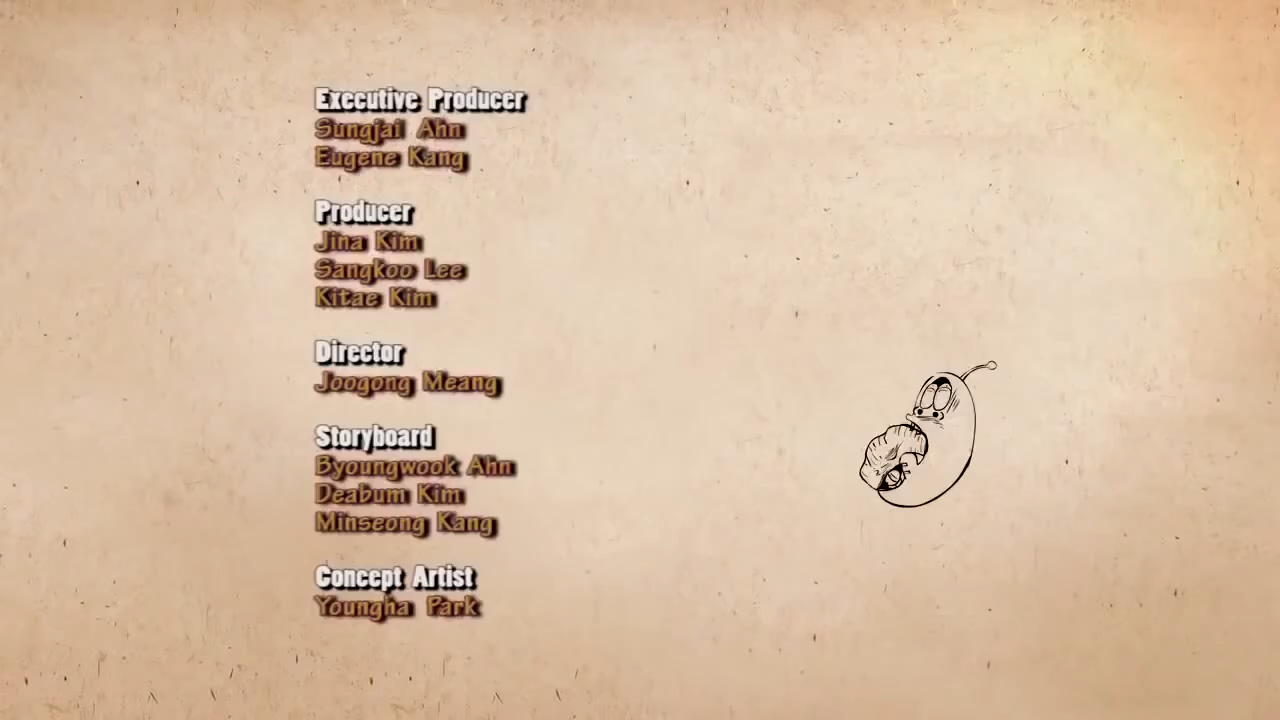 Executive Producer
Sungjai Ahn
Eugene Kang
Producer
Jina Kim
Sangkoo Lee
Kitae Kim
Director
Joogong Meang
Storyboard
Byoungwook Ahn
Deabum Kim
Minseong Kang
Concept Artist
Youngha Park